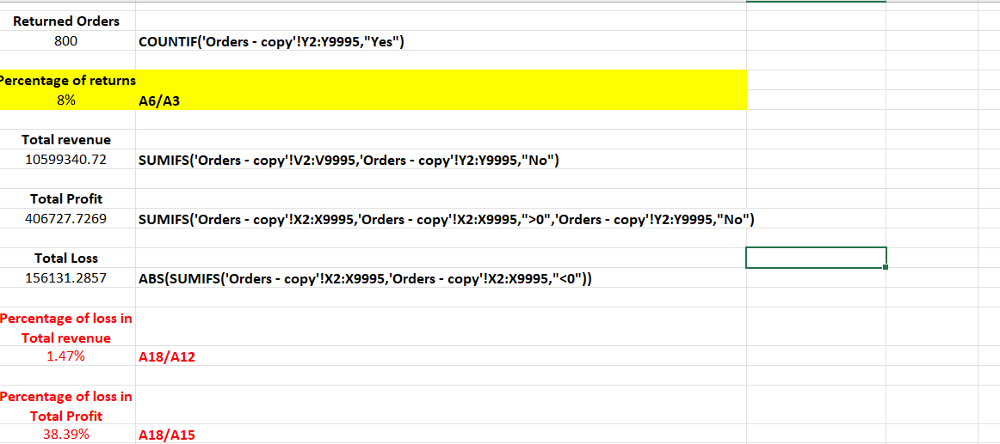 Returned Orders
800 COUNTIF('Orders - copy'!Y2:Y9995,"Yes")
Percentage of returns
8% A6/A3
Total revenue
10599340.72 SUMIFS('Orders - copy'!V2:V9995,'Orders - copy'!Y2:Y9995,"No")
Total Profit
406727.7269 SUMIFS('Orders - copy'!X2:X9995,'Orders - copy'!X2:X9995,">0",'Orders - copy'!Y2:Y9995,"No")
Total Loss
156131.2857 ABS(SUMIFS('Orders - copy'!X2:X9995,'Orders - copy'!X2:X9995,"<0"))
Percentage of loss in
Total revenue
1.47% A18/A12
Percentage of loss in
Total Profit
38.39% A18/A15